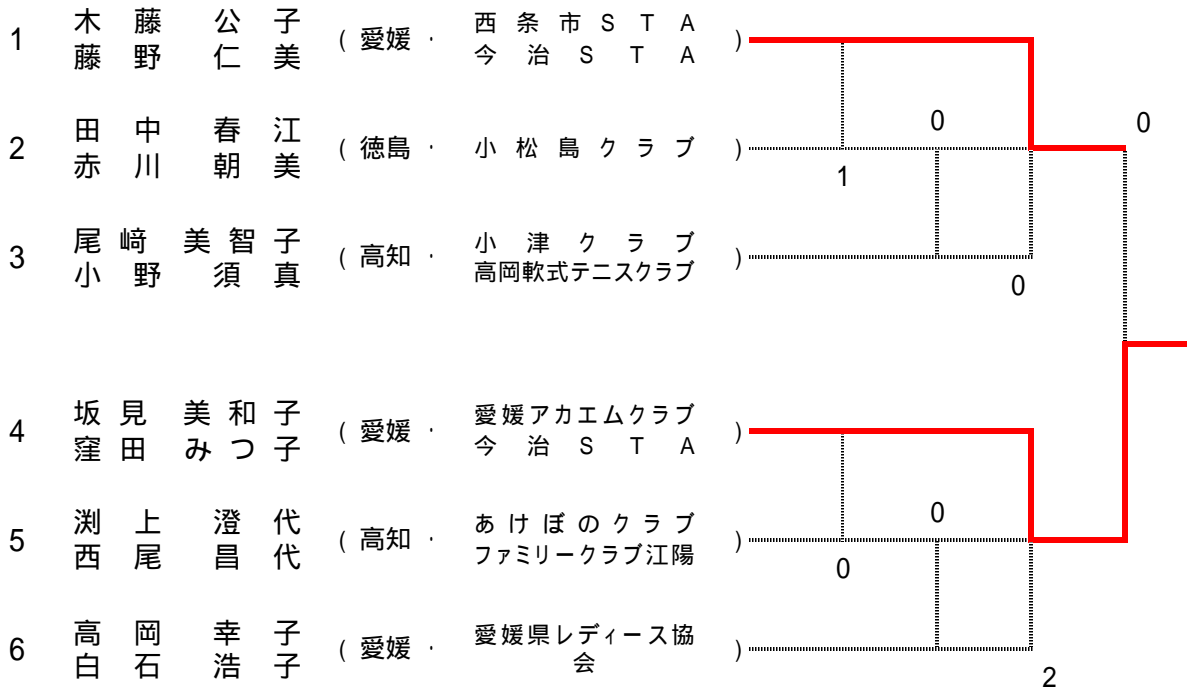 1 木藤 公子 ( 愛媛 · 西条市STA )
藤野 仁美 今治STA
0 0
2 田中 春江 ( 徳島 · 小松島クラブ )
赤川 朝美
1
3 尾﨑 美智子 ( 高知 · 小津クラブ )
小野 須真 高岡軟式テニスクラブ
0
4 坂見 美和子 ( 愛媛 · 愛媛アカエムクラブ )
窪田 みつ子 今治STA
0
5 渕上 澄代 ( 高知 · あけぼのクラブ )
西尾 昌代 ファミリークラブ江陽
0
6 高岡 幸子 ( 愛媛 · 愛媛県レディース協 )
白石 浩子 会
2